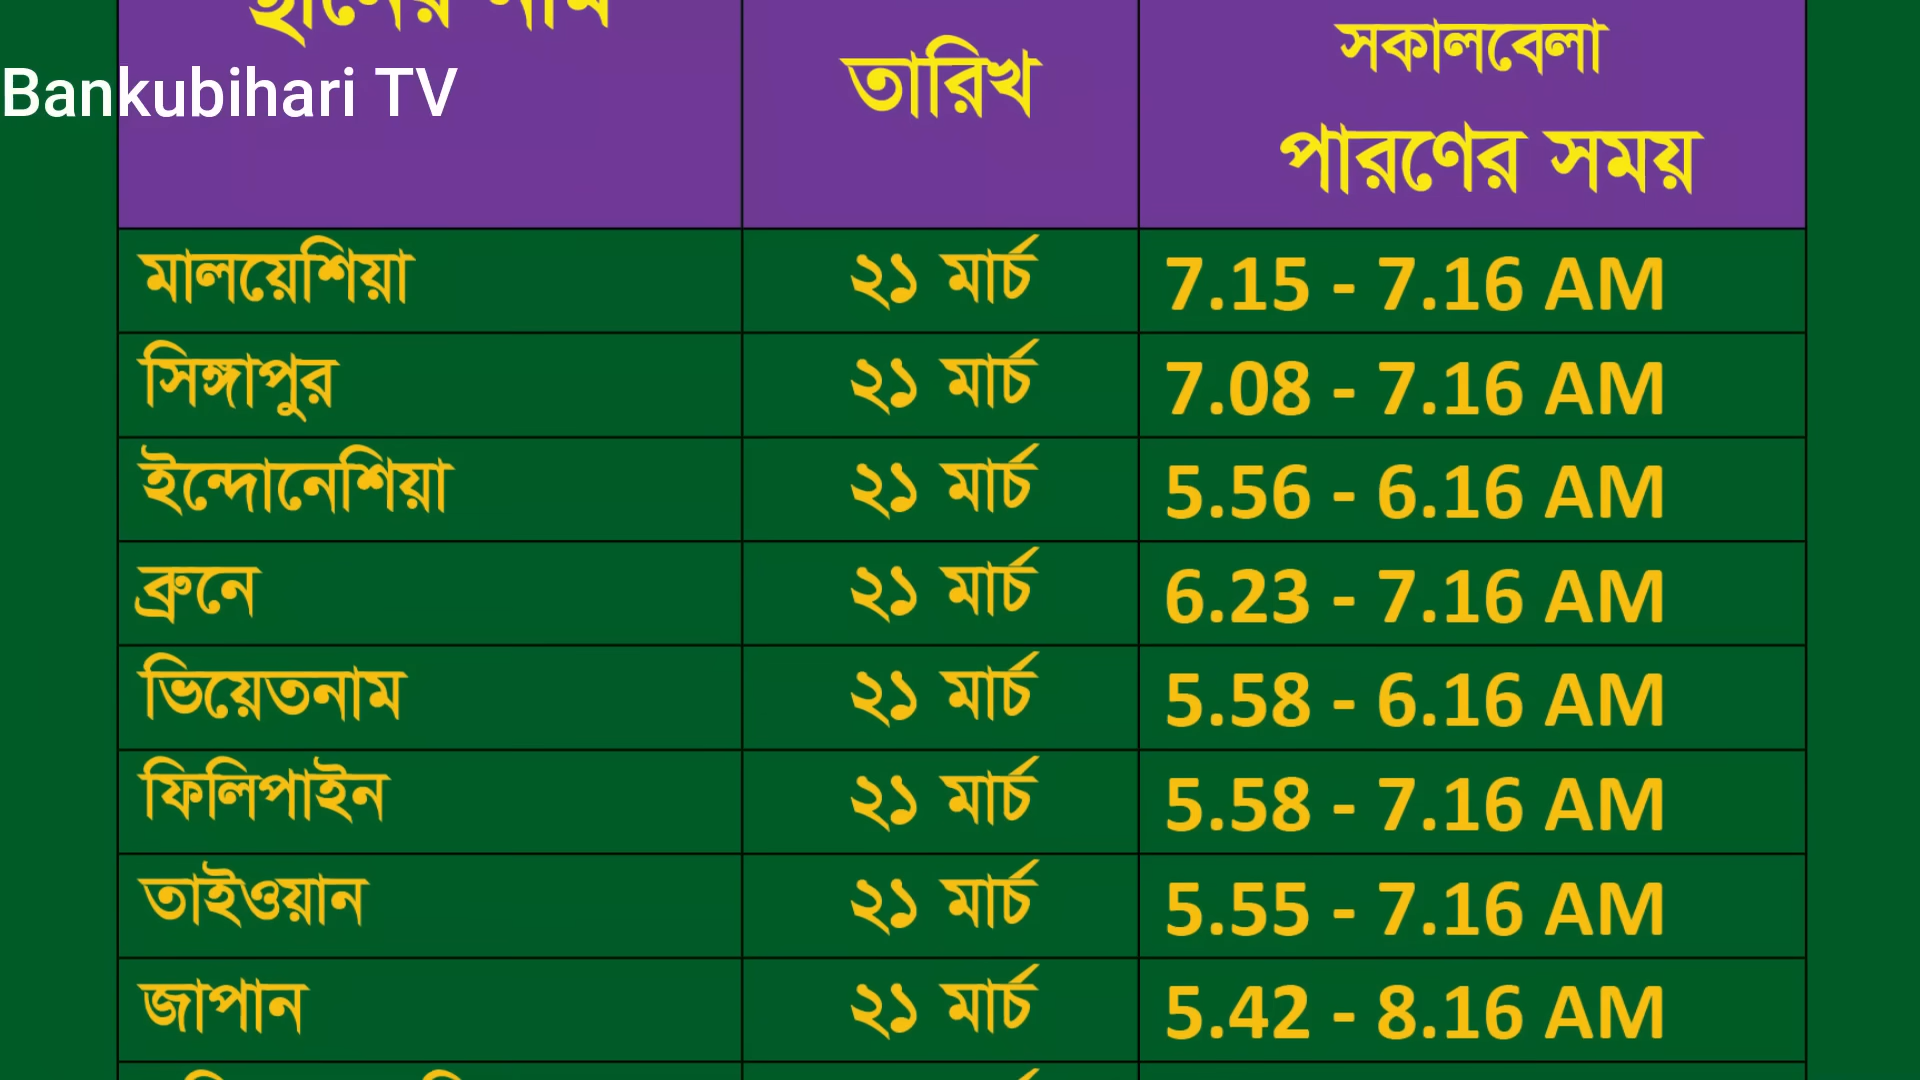 স্থানের নাম
Bankubihari TV
তারিখ
সকালবেলা
পারণের সময়
মালয়েশিয়া ২১ মার্চ 7.15 - 7.16 AM
সিঙ্গাপুর ২১ মার্চ 7.08 - 7.16 AM
ইন্দোনেশিয়া ২১ মার্চ 5.56 - 6.16 AM
ব্রুনে ২১ মার্চ 6.23 - 7.16 AM
ভিয়েতনাম ২১ মার্চ 5.58 - 6.16 AM
ফিলিপাইন ২১ মার্চ 5.58 - 7.16 AM
তাইওয়ান ২১ মার্চ 5.55 - 7.16 AM
জাপান ২১ মার্চ 5.42 - 8.16 AM